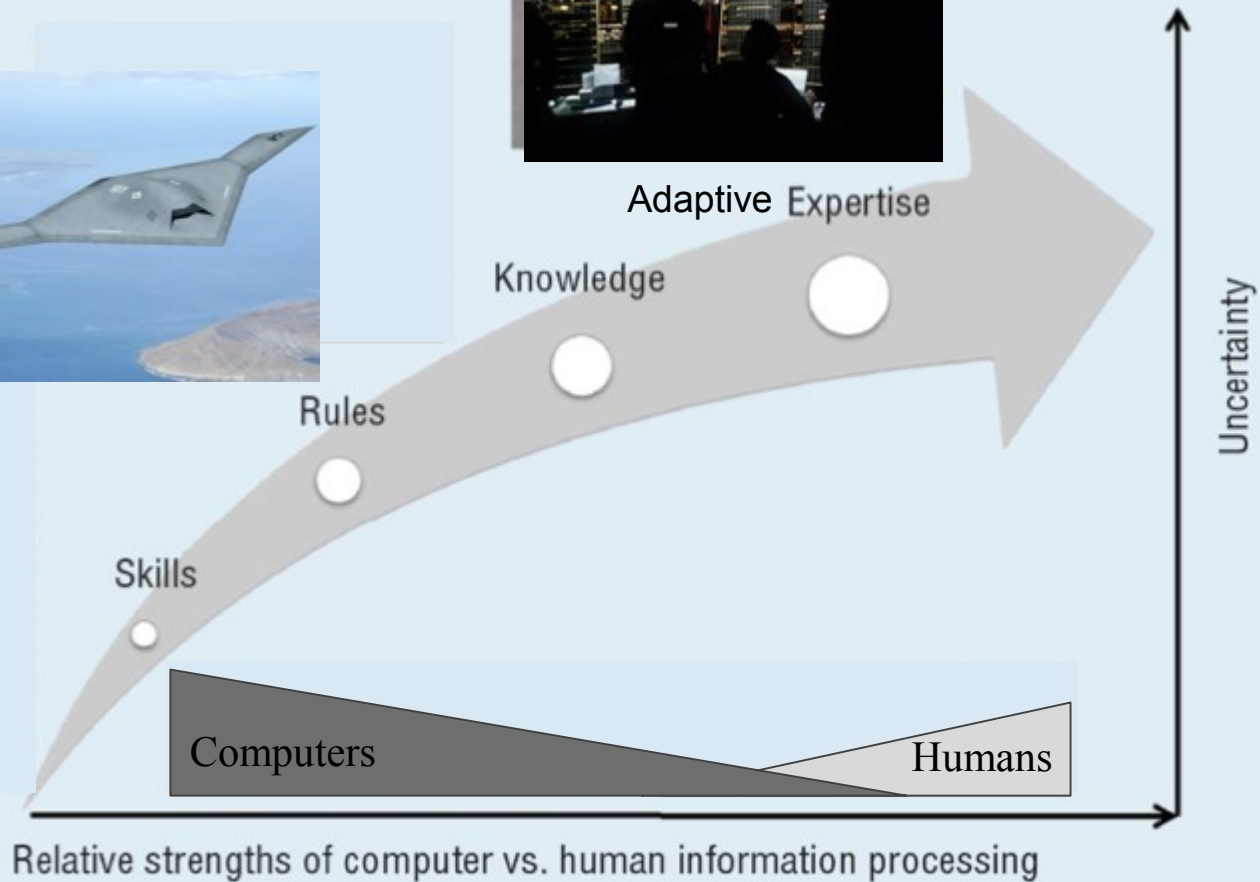 Adaptive Expertise
Knowledge
Rules
Skills
Uncertainty
Computers
Humans
Relative strengths of computer vs. human information processing